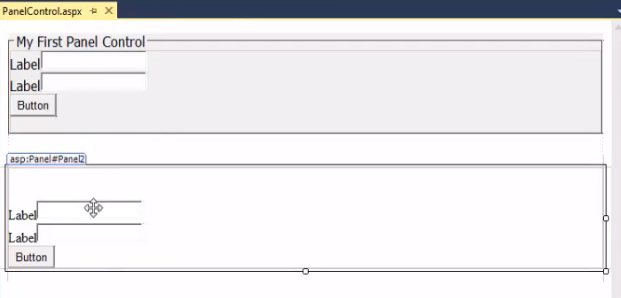 PanelControl.aspx
My First Panel Control
Label
Label
Button
asp:Panel#Panel2
Label
Label
Button